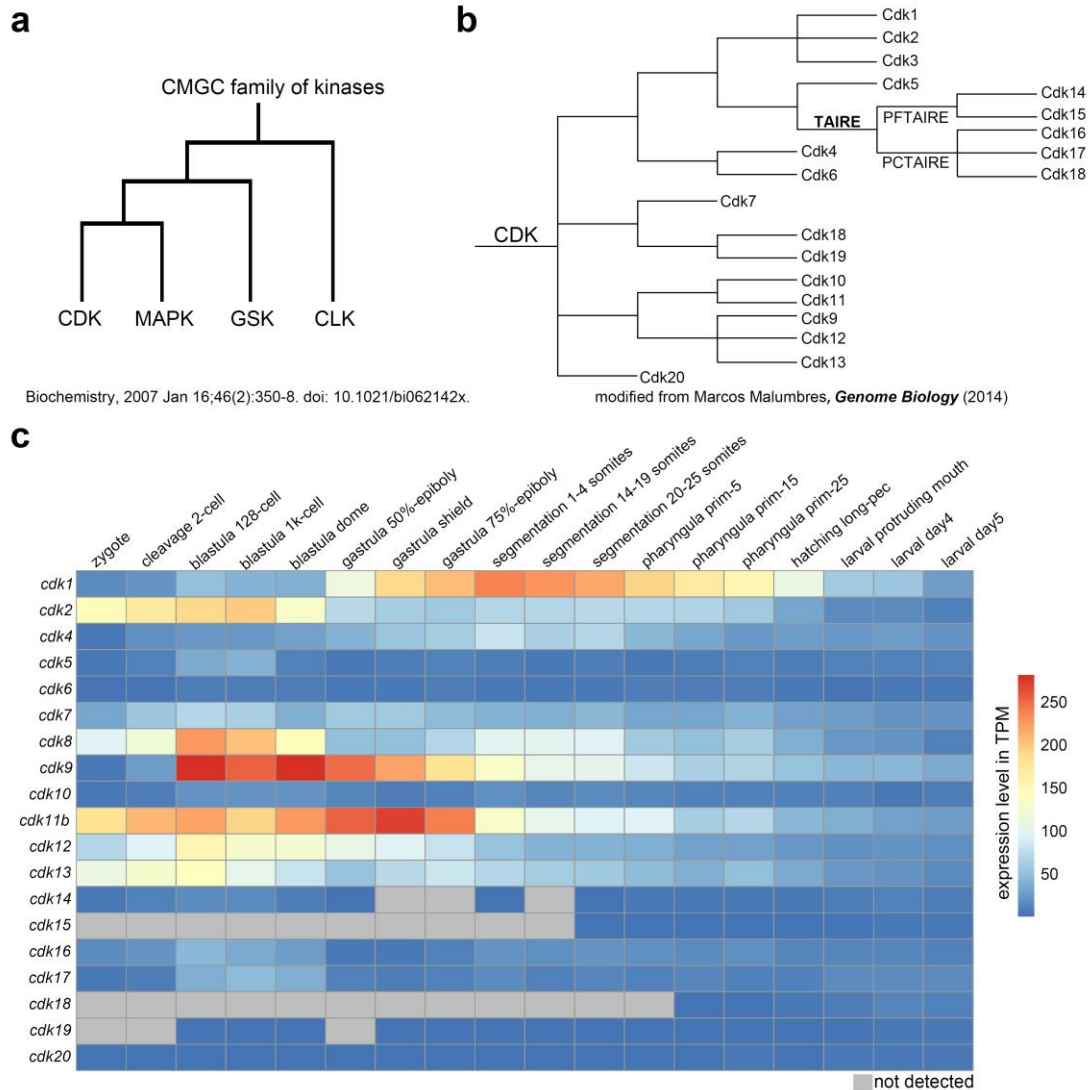 a
CMGC family of kinases
CDK
MAPK
GSK
CLK
Biochemistry, 2007 Jan 16;46(2):350-8. doi: 10.1021/bi062142x.
b
CDK
Cdk1
Cdk2
Cdk3
Cdk5
TAIRE
PFTAIRE
Cdk14
Cdk15
PCTAIRE
Cdk16
Cdk17
Cdk18
Cdk4
Cdk6
Cdk7
Cdk18
Cdk19
Cdk10
Cdk11
Cdk9
Cdk12
Cdk13
Cdk20
modified from Marcos Malumbres, Genome Biology (2014)
c
zygote
cleavage 2-cell
blastula 128-cell
blastula 1k-cell
blastula dome
gastrula 50%-epiboly
gastrula shield
gastrula 75%-epiboly
segmentation 1-4 somites
segmentation 14-19 somites
segmentation 20-25 somites
pharyngula prim-5
pharyngula prim-15
pharyngula prim-25
hatching long-pec
larval protruding mouth
larval day4
larval day5
cdk1
cdk2
cdk4
cdk5
cdk6
cdk7
cdk8
cdk9
cdk10
cdk11b
cdk12
cdk13
cdk14
cdk15
cdk16
cdk17
cdk18
cdk19
cdk20
250
200
150
100
50
expression level in TPM
not detected